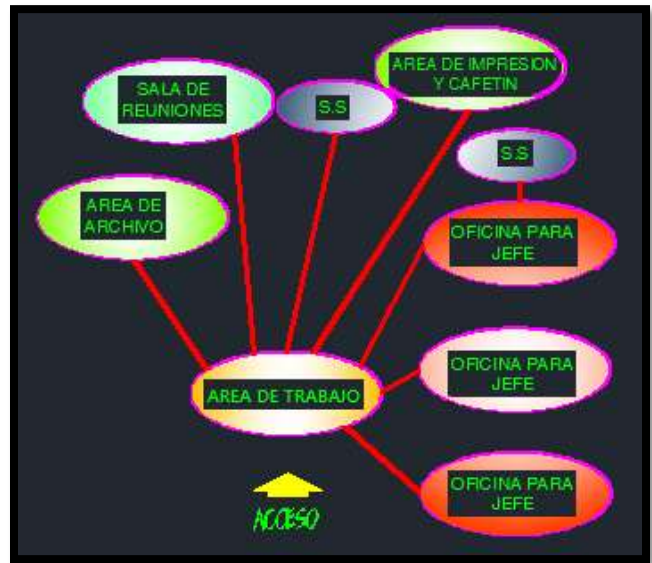 SALA DE
REUNIONES
S.S
AREA DE IMPRESION
Y CAFETIN
S.S
AREA DE
ARCHIVO
OFICINA PARA
JEFE
OFICINA PARA
JEFE
AREA DE TRABAJO
OFICINA PARA
JEFE
ACCESO